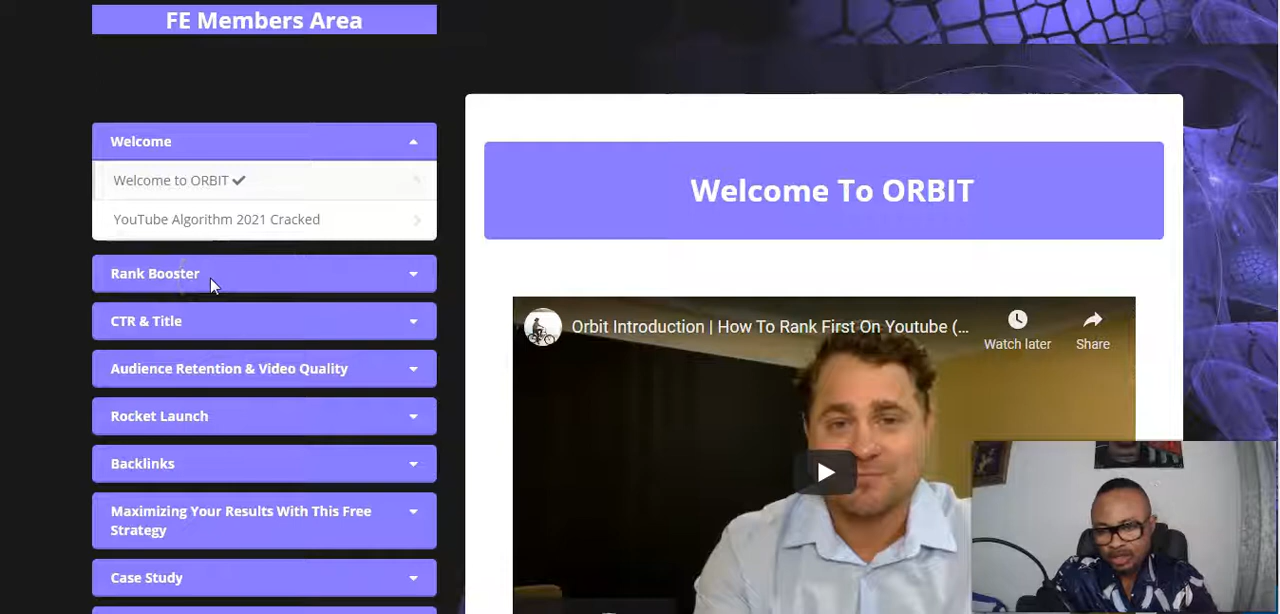 FE Members Area
Welcome
Welcome to ORBIT
YouTube Algorithm 2021 Cracked
Rank Booster
CTR & Title
Audience Retention & Video Quality
Rocket Launch
Backlinks
Maximizing Your Results With This Free
Strategy
Case Study
Welcome To ORBIT
Orbit Introduction | How To Rank First On Youtube (...
Watch later
Share